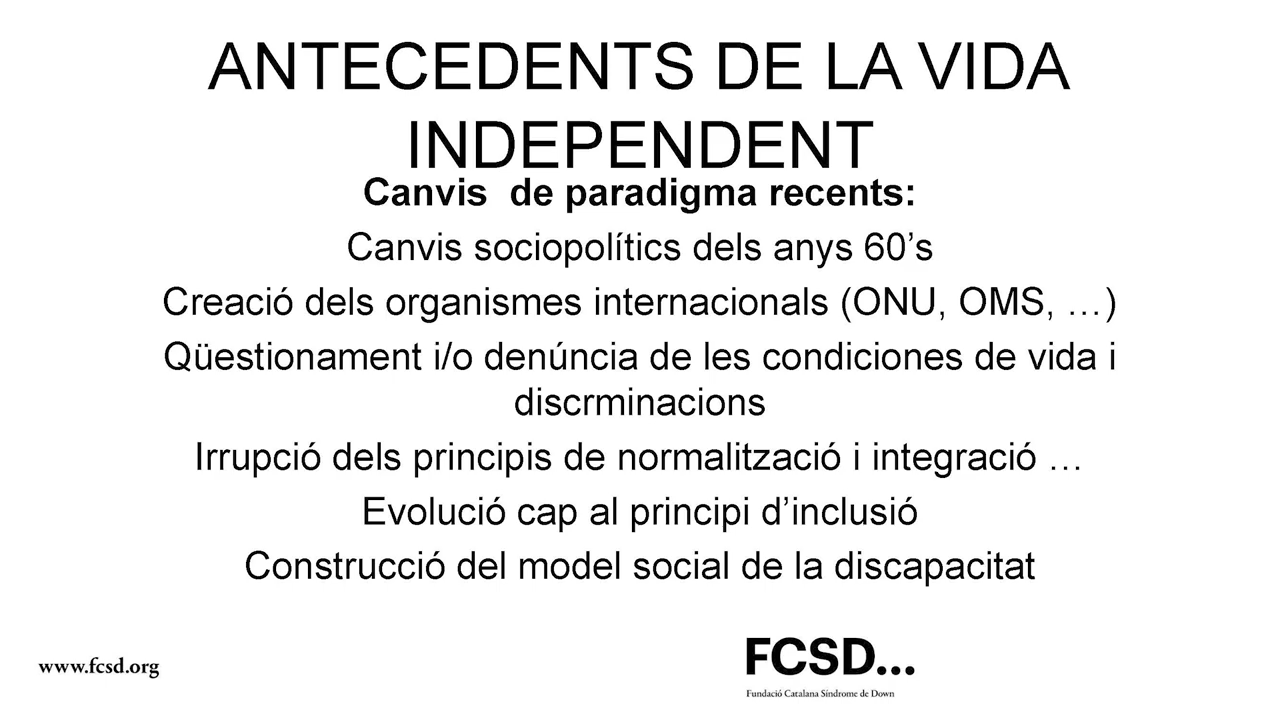 ANTECEDENTS DE LA VIDA
INDEPENDENT
Canvis  de paradigma recents:
Canvis sociopolítics dels anys 60’s
Creació dels organismes internacionals (ONU, OMS, …)
Qüestionament i/o denúncia de les condiciones de vida i
discrminacions
Irrupció dels principis de normalització i integració …
Evolució cap al principi d’inclusió
Construcció del model social de la discapacitat
www.fcsd.org
FCSD...
Fundació Catalana Síndrome de Down